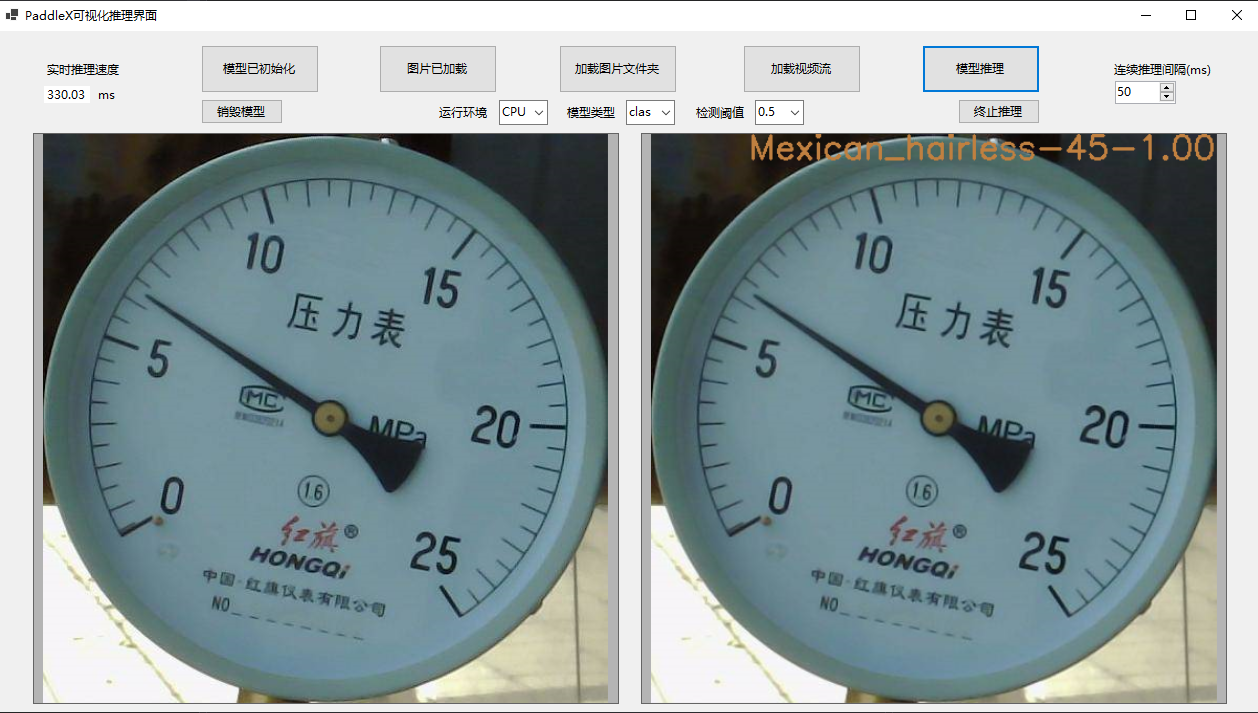 PaddleX可视化推理界面
实时推理速度
330.03 ms
模型已初始化
图片已加载
加载图片文件夹
加载视频流
模型推理
连续推理间隔(ms)
50
销毁模型
运行环境 CPU
模型类型 clas
检测阈值 0.5
终止推理
10
15
压力表
5
MC
MPa
20
0
1.6
红旗®
HONGQi
25
中国·红旗仪表有限公司
NO_ _ _ _ _ _ _ _
Mexican_hairless-45-1.00
10
15
压力表
5
MC
MPa
20
0
1.6
红旗®
HONGQi
25
中国·红旗仪表有限公司
NO_ _ _ _ _ _ _ _